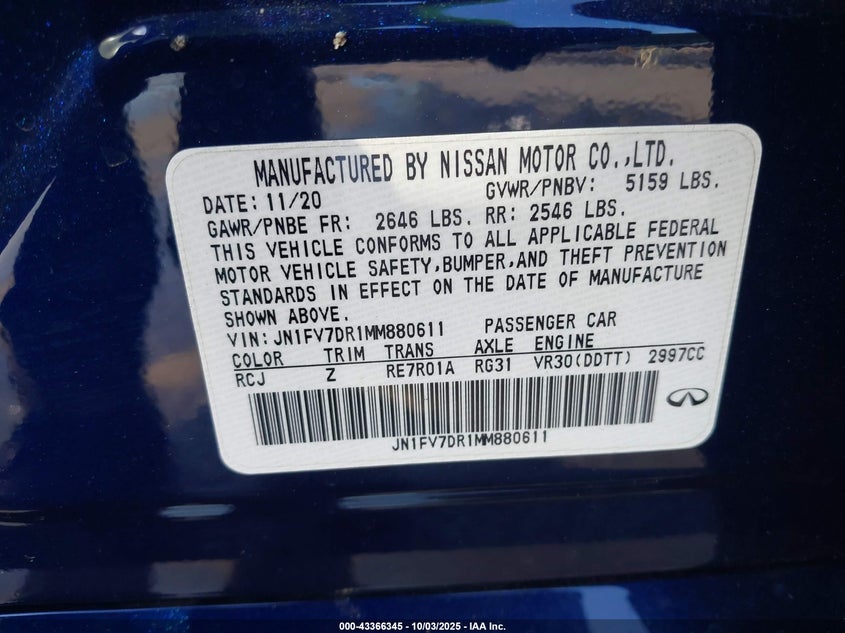 MANUFACTURED BY NISSAN MOTOR CO.,LTD.
DATE: 11/20 GVWR/PNBV: 5159 LBS.
GAWR/PNBE FR: 2646 LBS. RR: 2546 LBS.
THIS VEHICLE CONFORMS TO ALL APPLICABLE FEDERAL
MOTOR VEHICLE SAFETY,BUMPER,AND THEFT PREVENTION
STANDARDS IN EFFECT ON THE DATE OF MANUFACTURE
SHOWN ABOVE.
VIN:JN1FV7DR1MM880611 PASSENGER CAR
COLOR TRIM TRANS AXLE ENGINE
RCJ Z RE7R01A RG31 VR30(DDTT) 2997CC
JN1FV7DR1MM880611
000-43366345 - 10/03/2025 - IAA Inc.